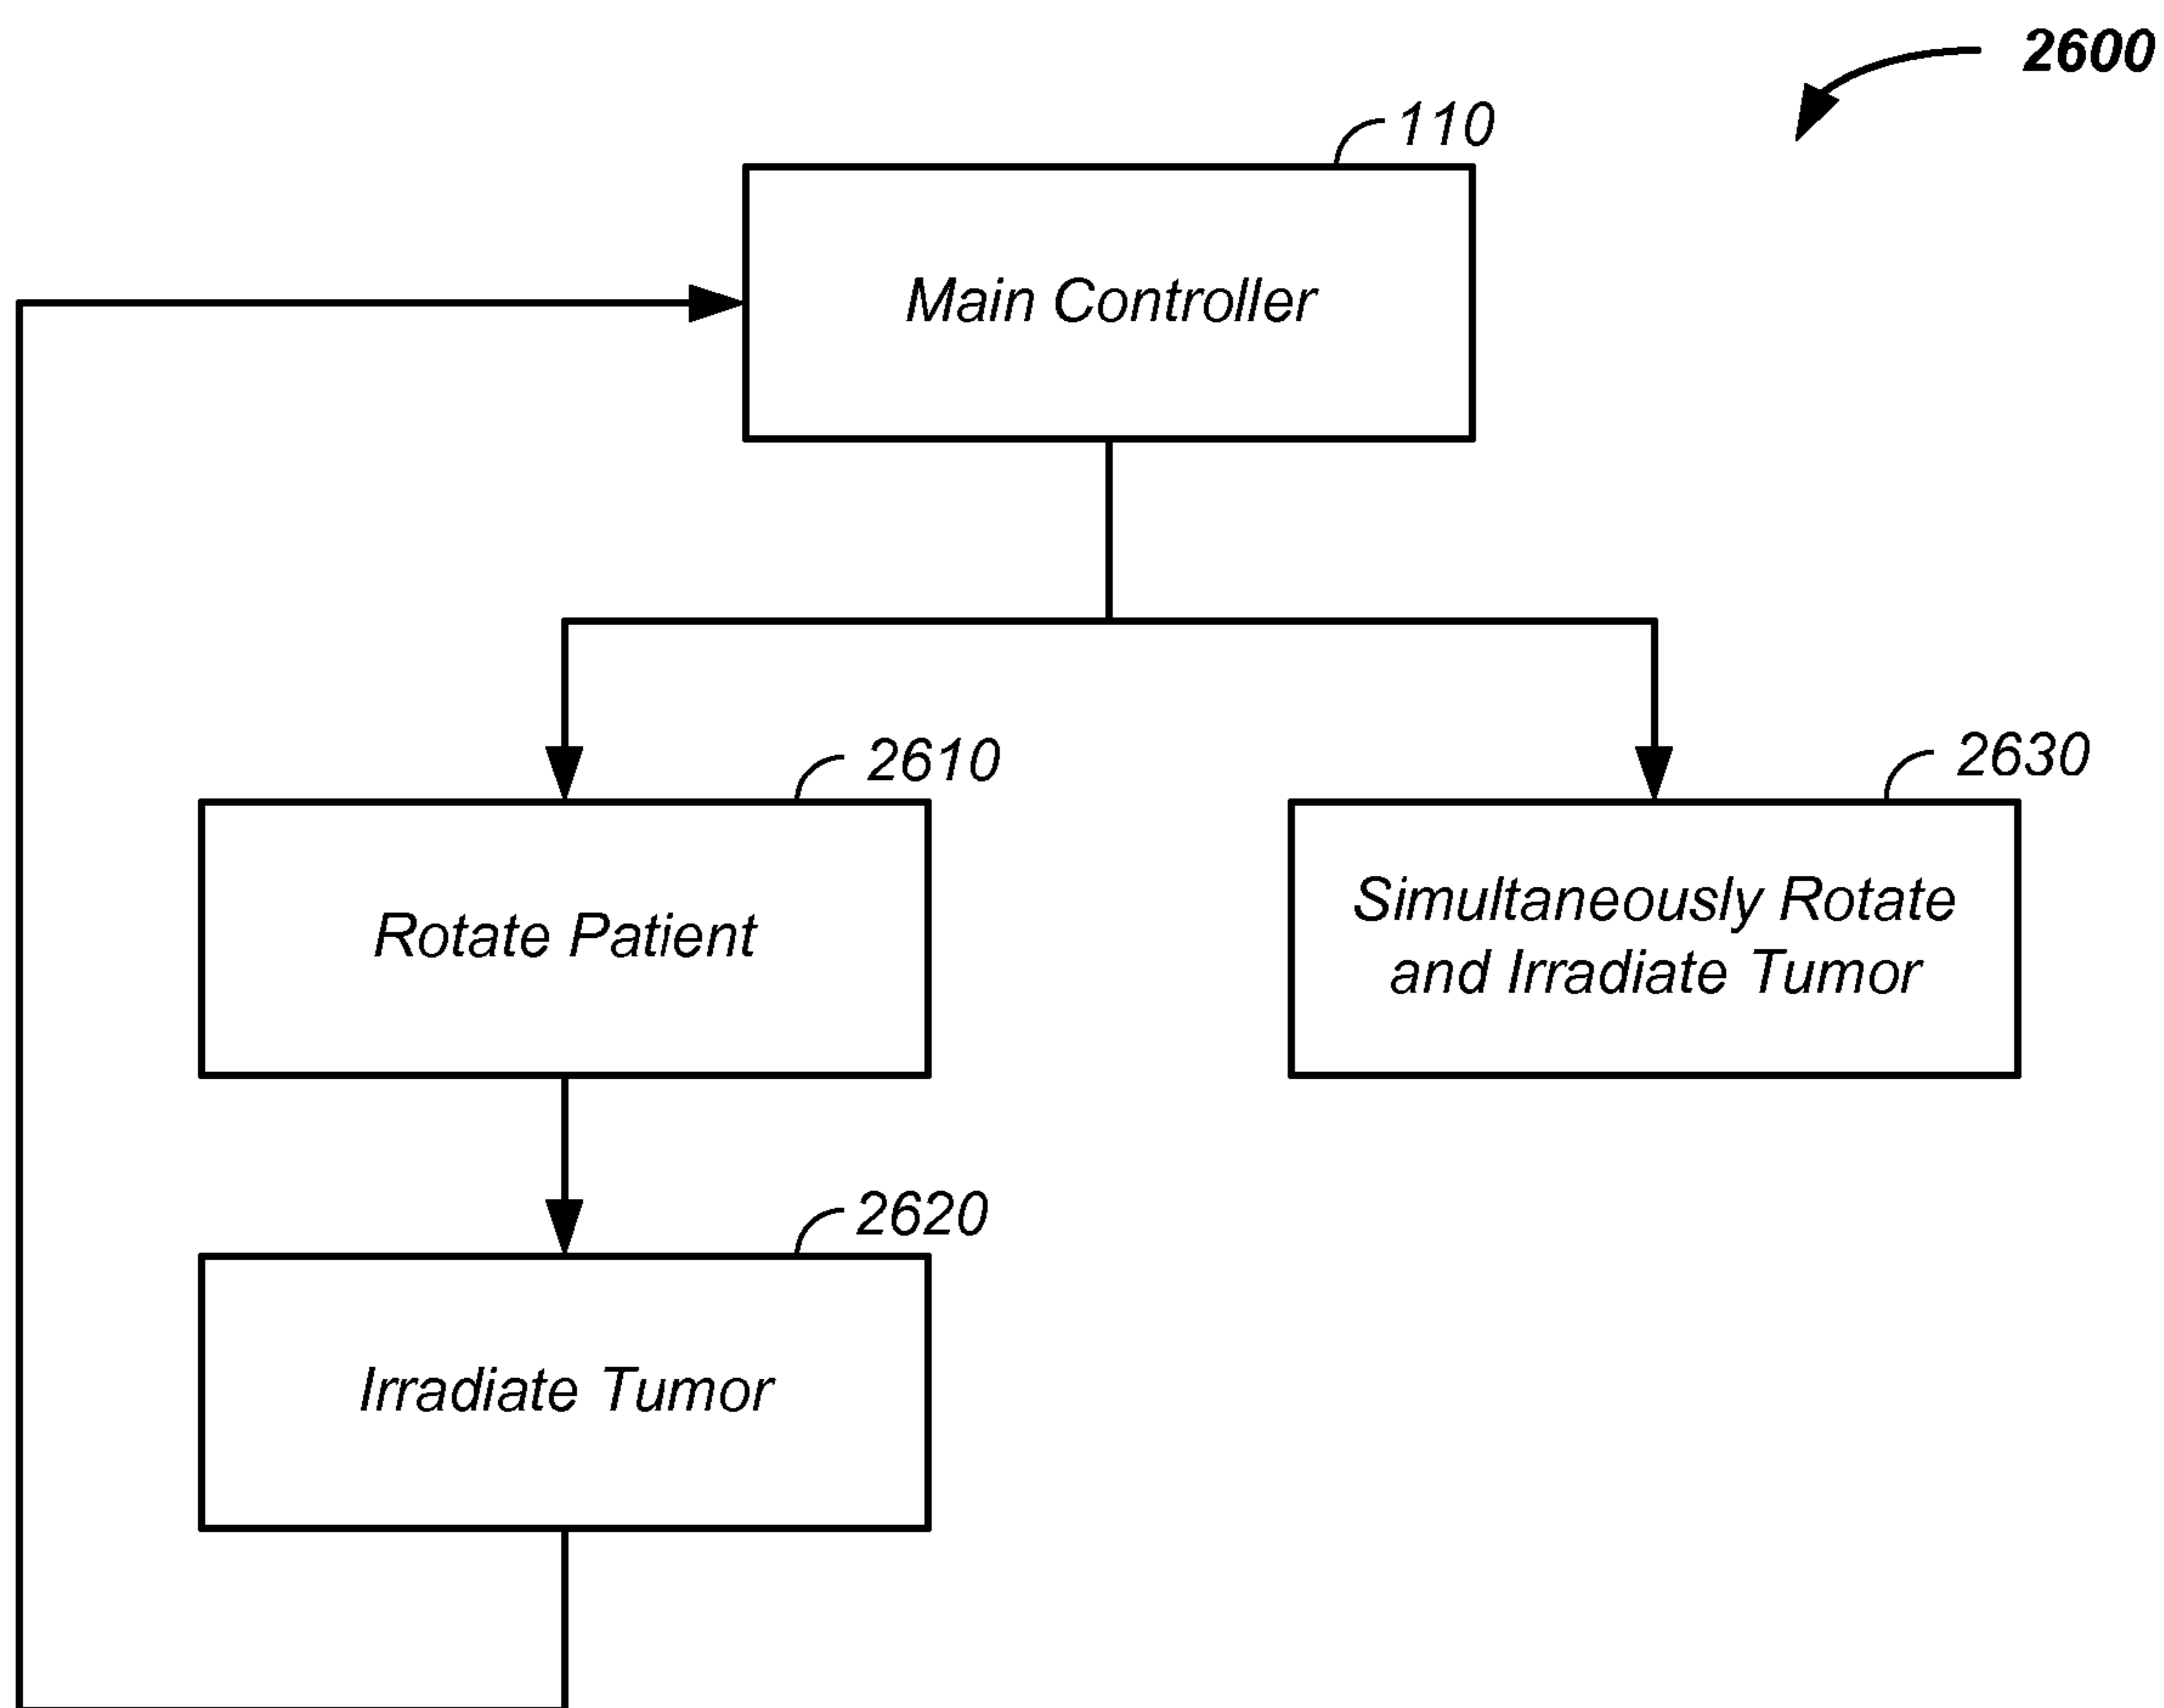 2600
110
Main Controller
2610
2630
Rotate Patient
Simultaneously Rotate
and Irradiate Tumor
2620
Irradiate Tumor